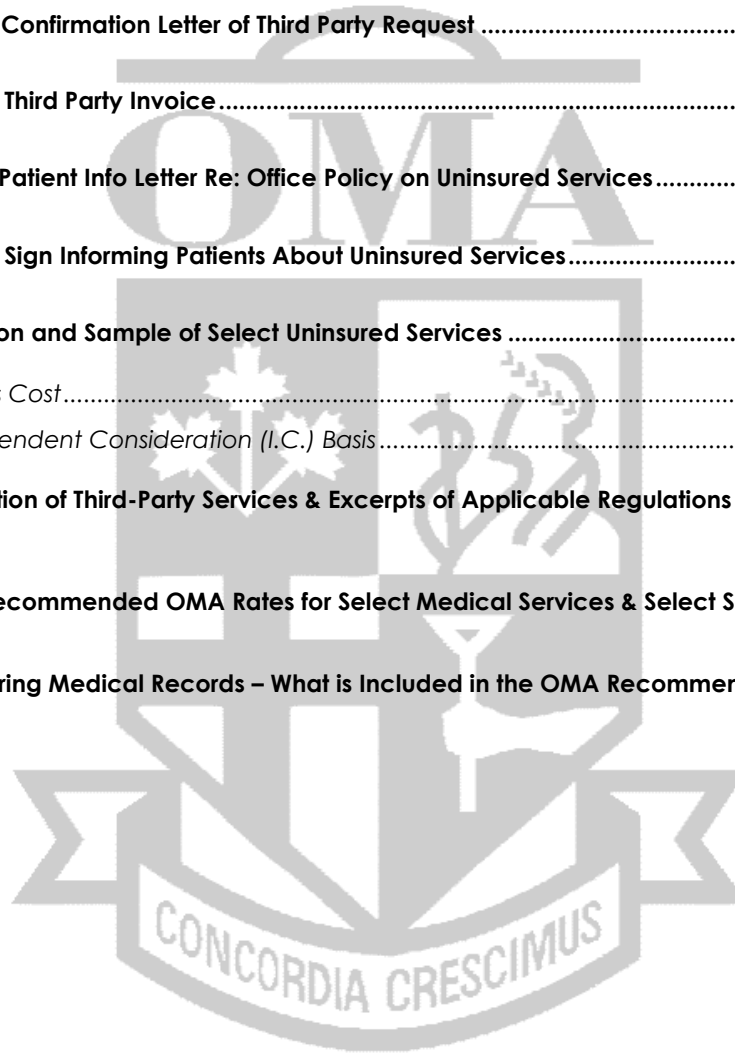 Confirmation Letter of Third Party Request ......................................
OMA
Third Party Invoice.............................................................................
Patient Info Letter Re: Office Policy on Uninsured Services............
Sign Informing Patients About Uninsured Services.........................
on and Sample of Select Uninsured Services ..................................
Cost....................................................................................................
endent Consideration (I.C.) Basis.....................................................
tion of Third-Party Services & Excerpts of Applicable Regulations
ecommended OMA Rates for Select Medical Services & Select S
ring Medical Records – What is Included in the OMA Recommen
CONCORDIA CRESCIMUS